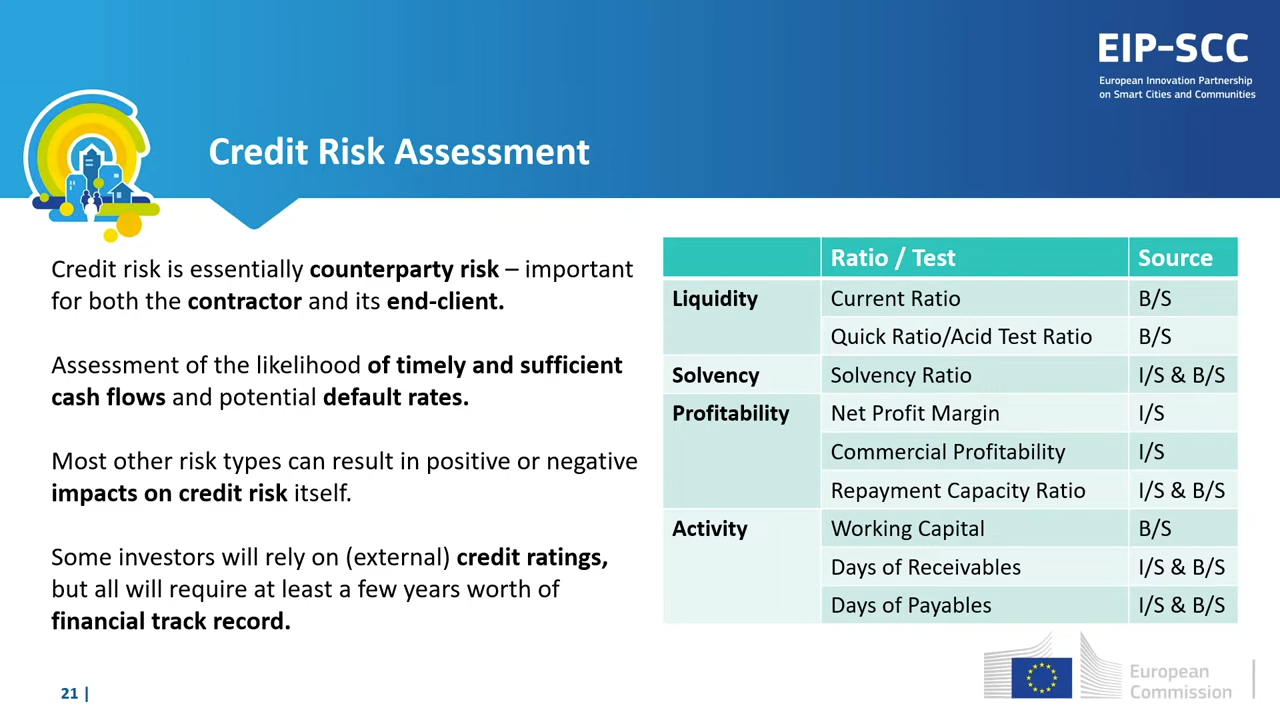 EIP-SCC
European Innovation Partnership
on Smart Cities and Communities
Credit Risk Assessment
Credit risk is essentially counterparty risk – important
for both the contractor and its end-client.
Assessment of the likelihood of timely and sufficient
cash flows and potential default rates.
Most other risk types can result in positive or negative
impacts on credit risk itself.
Some investors will rely on (external) credit ratings,
but all will require at least a few years worth of
financial track record.
Ratio / Test Source
Liquidity Current Ratio B/S
Quick Ratio/Acid Test Ratio B/S
Solvency Solvency Ratio I/S & B/S
Profitability Net Profit Margin I/S
Commercial Profitability I/S
Repayment Capacity Ratio I/S & B/S
Activity Working Capital B/S
Days of Receivables I/S & B/S
Days of Payables I/S & B/S
21 |
European
Commission